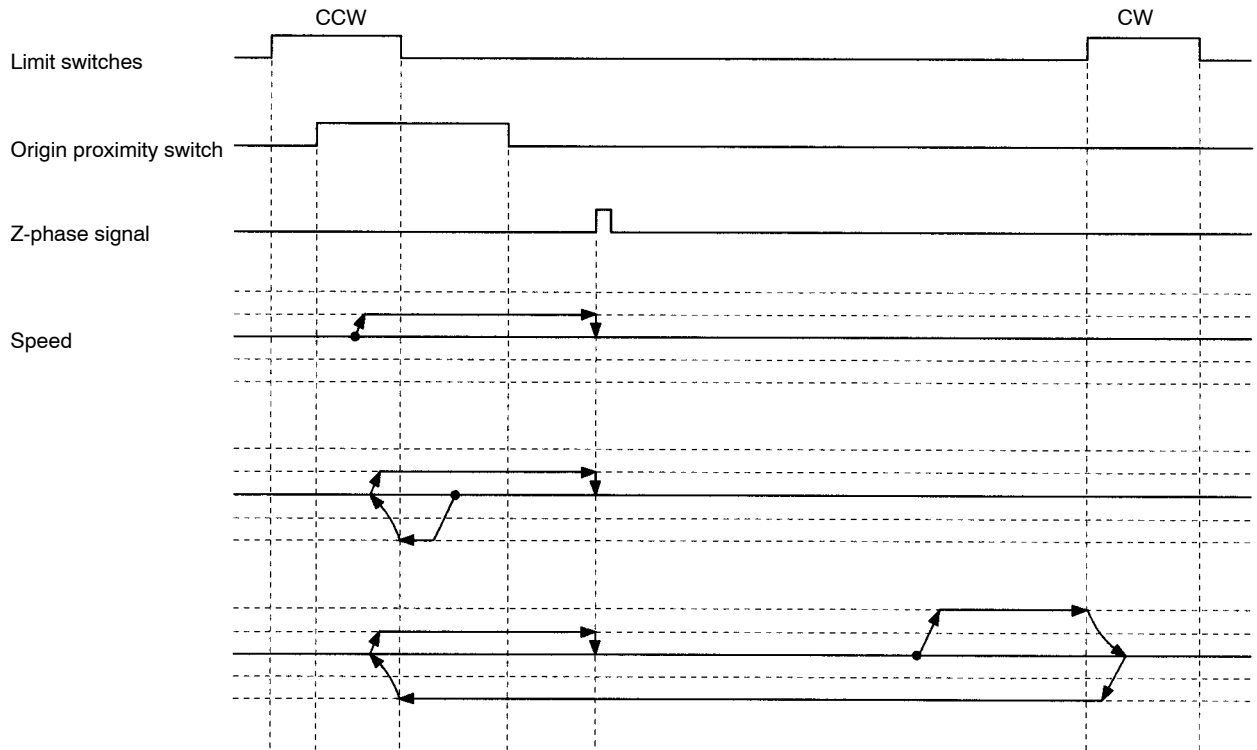 CCW
CW
Limit switches
Origin proximity switch
Z-phase signal
Speed